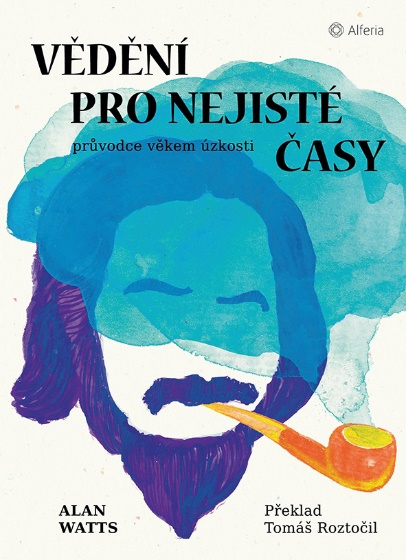 Alferia
VĚDĚNÍ
PRO NEJISTÉ
ČASY
průvodce věkem úzkosti
ALAN
WATTS
Překlad
Tomáš Roztočil